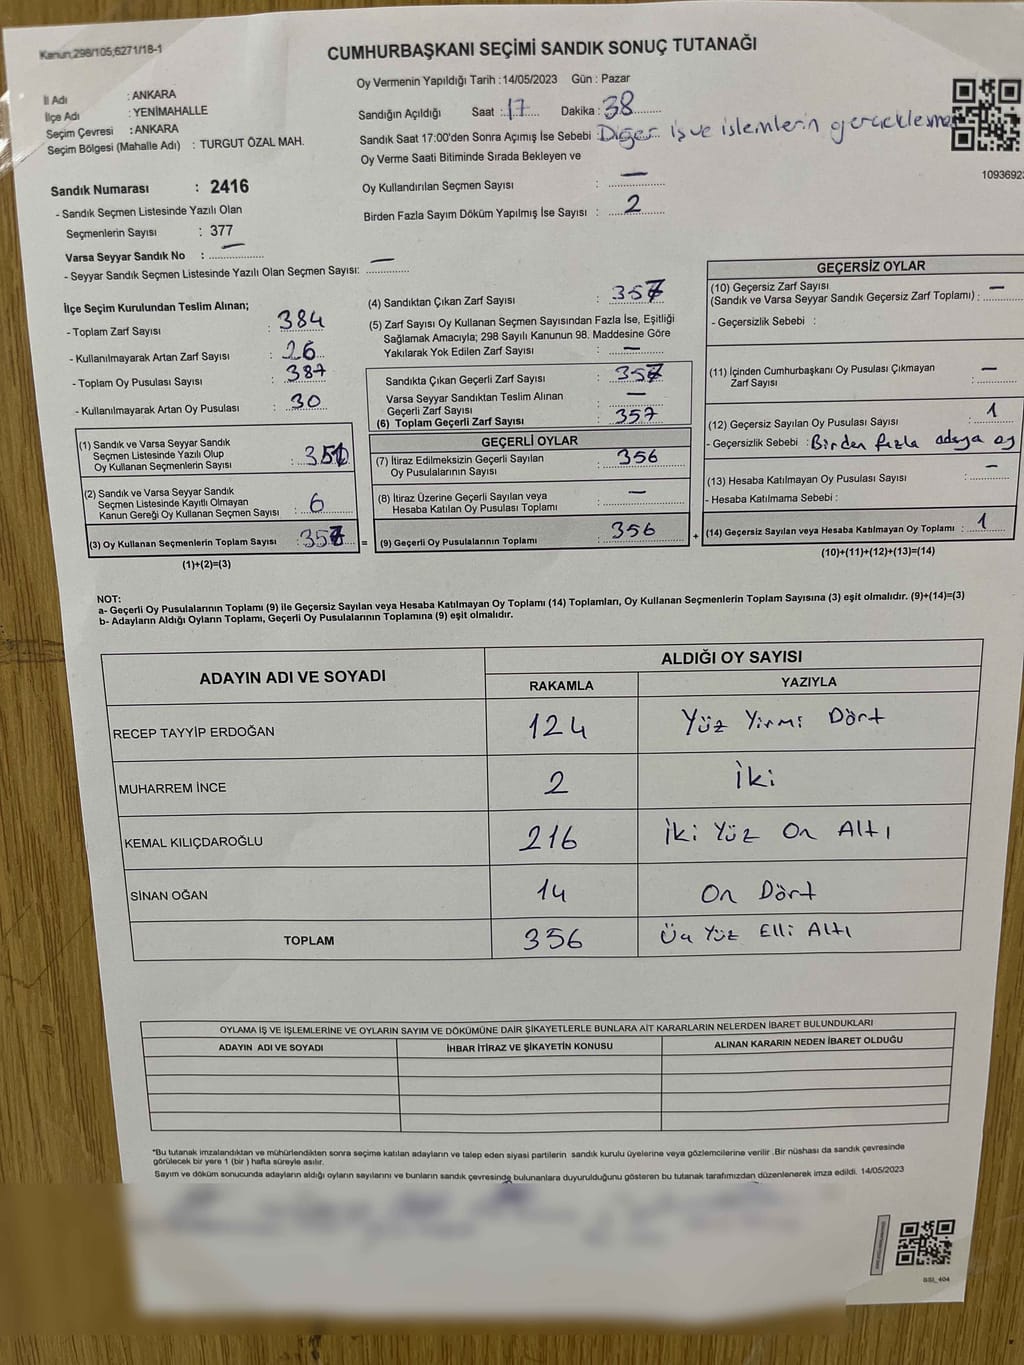 Kanun;298/105;6271/18-1
CUMHURBAŞKANI SEÇİMİ SANDIK SONUÇ TUTANAĞI
Oy Vermenin Yapıldığı Tarih : 14/05/2023 Gün : Pazar
İl Adı : ANKARA
İlçe Adı : YENİMAHALLE
Seçim Çevresi : ANKARA
Seçim Bölgesi (Mahalle Adı) : TURGUT ÖZAL MAH.
Sandığın Açıldığı Saat : 17 Dakika : 38
Sandık Saat 17:00'den Sonra Açımış İse Sebebi : Diğer iş ve işlemlerin
Oy Verme Saati Bitiminde Sırada Bekleyen ve
Oy Kullandırılan Seçmen Sayısı : —
Birden Fazla Sayım Döküm Yapılmış İse Sayısı : 2
1093692
Sandık Numarası : 2416
- Sandık Seçmen Listesinde Yazılı Olan
Seçmenlerin Sayısı : 377
Varsa Seyyar Sandık No : —
- Seyyar Sandık Seçmen Listesinde Yazılı Olan Seçmen Sayısı: —
İlçe Seçim Kurulundan Teslim Alınan;
- Toplam Zarf Sayısı : 384
- Kullanılmayarak Artan Zarf Sayısı : 26
- Toplam Oy Pusulası Sayısı : 387
- Kullanılmayarak Artan Oy Pusulası : 30
(1) Sandık ve Varsa Seyyar Sandık
Seçmen Listesinde Yazılı Olup
Oy Kullanan Seçmenlerin Sayısı : 351
(2) Sandık ve Varsa Seyyar Sandık
Seçmen Listesinde Kayıtlı Olmayan
Kanun Gereği Oy Kullanan Seçmen Sayısı : 6
(3) Oy Kullanan Seçmenlerin Toplam Sayısı : 357
(1)+(2)=(3)
(4) Sandıktan Çıkan Zarf Sayısı : 357
(5) Zarf Sayısı Oy Kullanan Seçmen Sayısından Fazla İse, Eşitliği
Sağlamak Amacıyla; 298 Sayılı Kanunun 98. Maddesine Göre
Yakılarak Yok Edilen Zarf Sayısı : —
Sandıkta Çıkan Geçerli Zarf Sayısı : 357
Varsa Seyyar Sandıktan Teslim Alınan
Geçerli Zarf Sayısı : —
(6) Toplam Geçerli Zarf Sayısı : 357
GEÇERLİ OYLAR
(7) İtiraz Edilmeksizin Geçerli Sayılan
Oy Pusulalarının Sayısı : 356
(8) İtiraz Üzerine Geçerli Sayılan veya
Hesaba Katılan Oy Pusulası Toplamı : —
= (9) Geçerli Oy Pusulalarının Toplamı : 356
GEÇERSİZ OYLAR
(10) Geçersiz Zarf Sayısı
(Sandık ve Varsa Seyyar Sandık Geçersiz Zarf Toplamı) : —
- Geçersizlik Sebebi :
(11) İçinden Cumhurbaşkanı Oy Pusulası Çıkmayan
Zarf Sayısı : —
(12) Geçersiz Sayılan Oy Pusulası Sayısı : 1
- Geçersizlik Sebebi : Birden fazla adaya oy
(13) Hesaba Katılmayan Oy Pusulası Sayısı : —
- Hesaba Katılmama Sebebi :
+ (14) Geçersiz Sayılan veya Hesaba Katılmayan Oy Toplamı : 1
(10)+(11)+(12)+(13)=(14)
NOT:
a- Geçerli Oy Pusulalarının Toplamı (9) ile Geçersiz Sayılan veya Hesaba Katılmayan Oy Toplamı (14) Toplamları, Oy Kullanan Seçmenlerin Toplam Sayısına (3) eşit olmalıdır. (9)+(14)=(3)
b- Adayların Aldığı Oyların Toplamı, Geçerli Oy Pusulalarının Toplamına (9) eşit olmalıdır.
ADAYIN ADI VE SOYADI ALDIĞI OY SAYISI
RAKAMLA YAZIYLA
RECEP TAYYİP ERDOĞAN 124 Yüz Yirmi Dört
MUHARREM İNCE 2 İki
KEMAL KILIÇDAROĞLU 216 İki Yüz On Altı
SİNAN OĞAN 14 On Dört
TOPLAM 356 Üç Yüz Elli Altı
OYLAMA İŞ VE İŞLEMLERİNE VE OYLARIN SAYIM VE DÖKÜMÜNE DAİR ŞİKAYETLERLE BUNLARA AİT KARARLARIN NELERDEN İBARET BULUNDUKLARI
ADAYIN ADI VE SOYADI İHBAR İTİRAZ VE ŞİKAYETİN KONUSU ALINAN KARARIN NEDEN İBARET OLDUĞU
*Bu tutanak imzalandıktan ve mühürlendikten sonra seçime katılan adayların ve talep eden siyasi partilerin sandık kurulu üyelerine veya gözlemcilerine verilir .Bir nüshası da sandık çevresinde
görülecek bir yere 1 (bir ) hafta süreyle asılır.
Sayım ve döküm sonucunda adayların aldığı oyların sayılarını ve bunların sandık çevresinde bulunanlara duyurulduğunu gösteren bu tutanak tarafımızdan düzenlenerek imza edildi. 14/05/2023
SSI_404